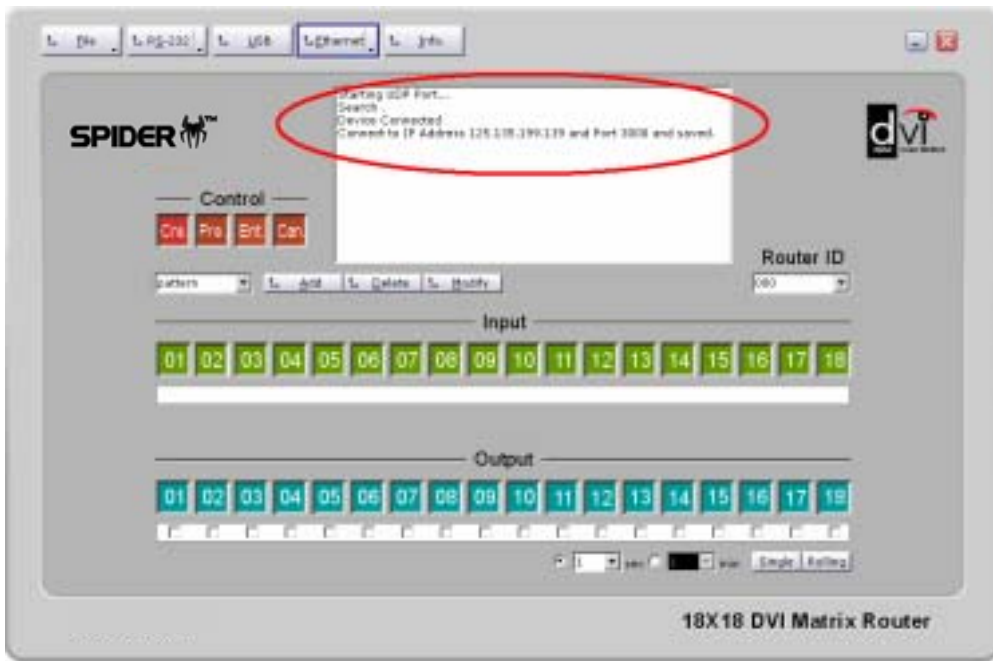 File RS-232 USB Ethernet Info
Starting UDP Port...
Search
Device Connected
Connect to IP Address 125.135.199.139 and Port 3000 and saved.
SPIDER ™
dvi
Control
Cre Pre Ent Can
Router ID
pattern Add Delete Modify 000
Input
01 02 03 04 05 06 07 08 09 10 11 12 13 14 15 16 17 18
Output
01 02 03 04 05 06 07 08 09 10 11 12 13 14 15 16 17 18
1 sec 1 min Single Rolling
18X18 DVI Matrix Router